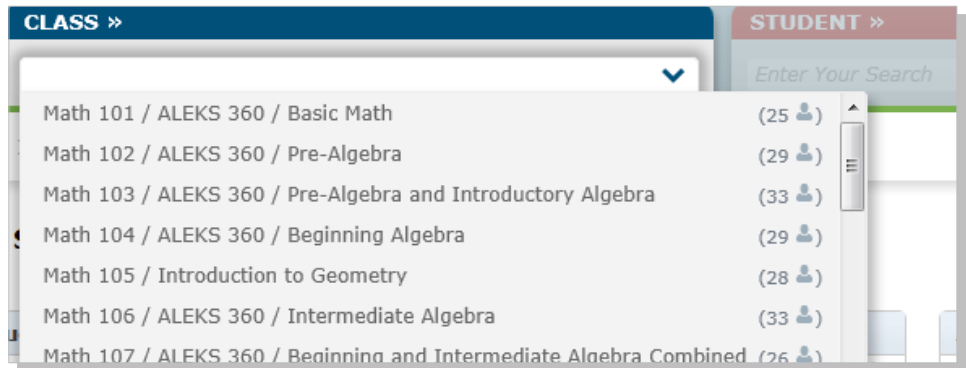 CLASS »
STUDENT »
Enter Your Search
Math 101 / ALEKS 360 / Basic Math (25)
Math 102 / ALEKS 360 / Pre-Algebra (29)
Math 103 / ALEKS 360 / Pre-Algebra and Introductory Algebra (33)
Math 104 / ALEKS 360 / Beginning Algebra (29)
Math 105 / Introduction to Geometry (28)
Math 106 / ALEKS 360 / Intermediate Algebra (33)
Math 107 / ALEKS 360 / Beginning and Intermediate Algebra Combined (26)